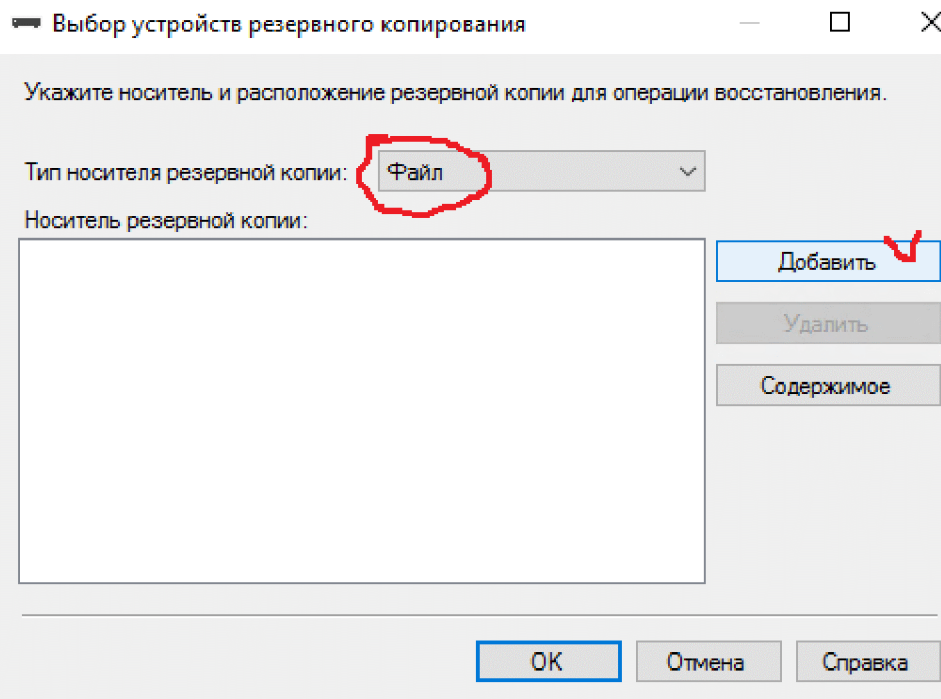 Выбор устройств резервного копирования
Укажите носитель и расположение резервной копии для операции восстановления.
Тип носителя резервной копии: Файл
Носитель резервной копии:
Добавить
Удалить
Содержимое
OK Отмена Справка